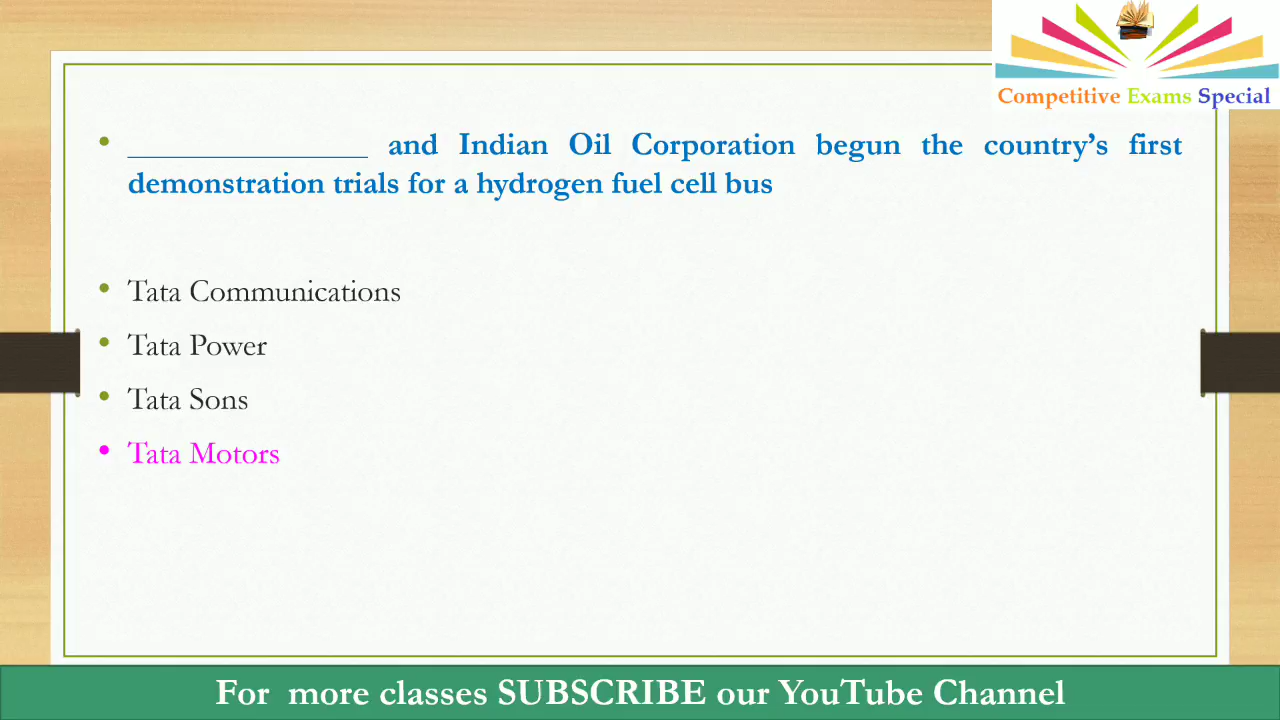 Competitive Exams Special
• ________________ and Indian Oil Corporation begun the country’s first
demonstration trials for a hydrogen fuel cell bus
• Tata Communications
• Tata Power
• Tata Sons
• Tata Motors
For more classes SUBSCRIBE our YouTube Channel